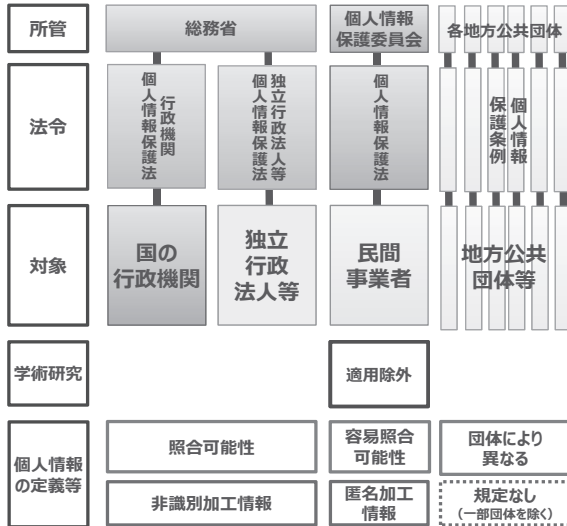 所管
総務省
個人情報
保護委員会
各地方公共団体
法令
行政機関
個人情報保護法
独立行政法人等
個人情報保護法
個人情報保護法
個人情報
保護条例
対象
国の
行政機関
独立
行政
法人等
民間
事業者
地方公共
団体等
学術研究
適用除外
個人情報
の定義等
照合可能性
容易照合
可能性
団体により
異なる
非識別加工情報
匿名加工
情報
規定なし
(一部団体を除く)